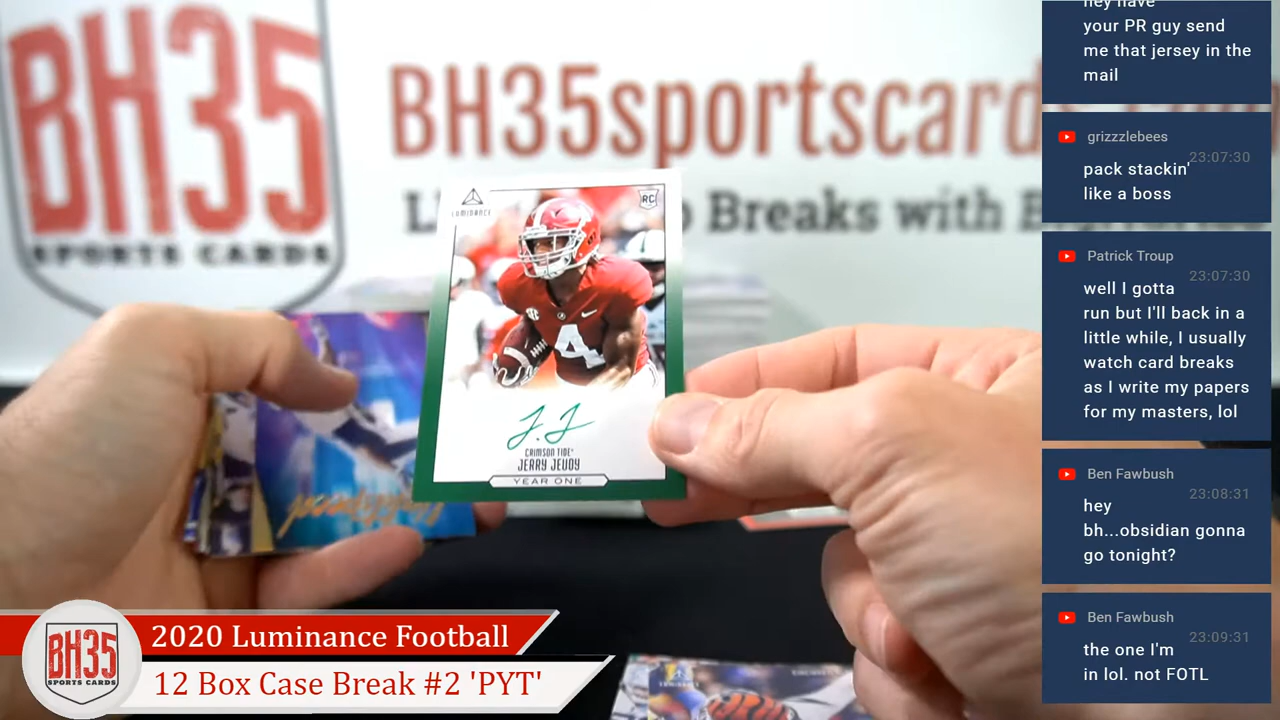 BH35
SPORTS CARDS
BH35sportscard
Breaks with
LUMINANCE
RC
4
J. J
CRIMSON TIDE
JERRY JEUDY
YEAR ONE
BH35
SPORTS CARDS
2020 Luminance Football
12 Box Case Break #2 'PYT'
hey have
your PR guy send
me that jersey in the
mail
grizzzlebees
23:07:30
pack stackin'
like a boss
Patrick Troup
23:07:30
well I gotta
run but I'll back in a
little while, I usually
watch card breaks
as I write my papers
for my masters, lol
Ben Fawbush
23:08:31
hey
bh...obsidian gonna
go tonight?
Ben Fawbush
23:09:31
the one I'm
in lol. not FOTL